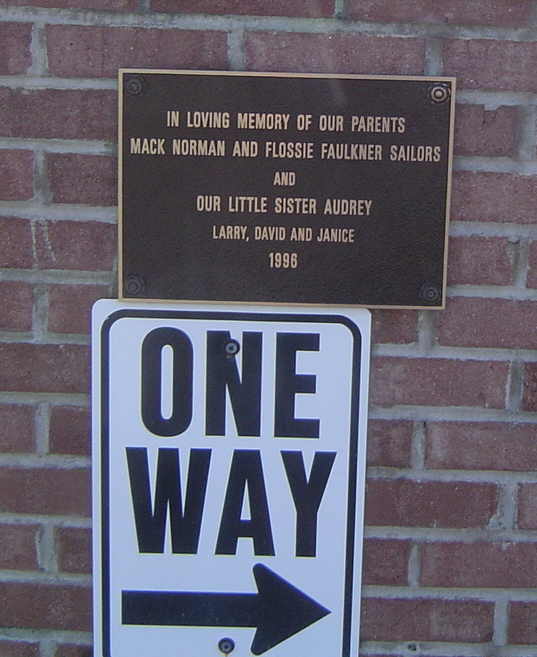 IN LOVING MEMORY OF OUR PARENTS
MACK NORMAN AND FLOSSIE FAULKNER SAILORS
AND
OUR LITTLE SISTER AUDREY
LARRY, DAVID AND JANICE
1996
ONE
WAY